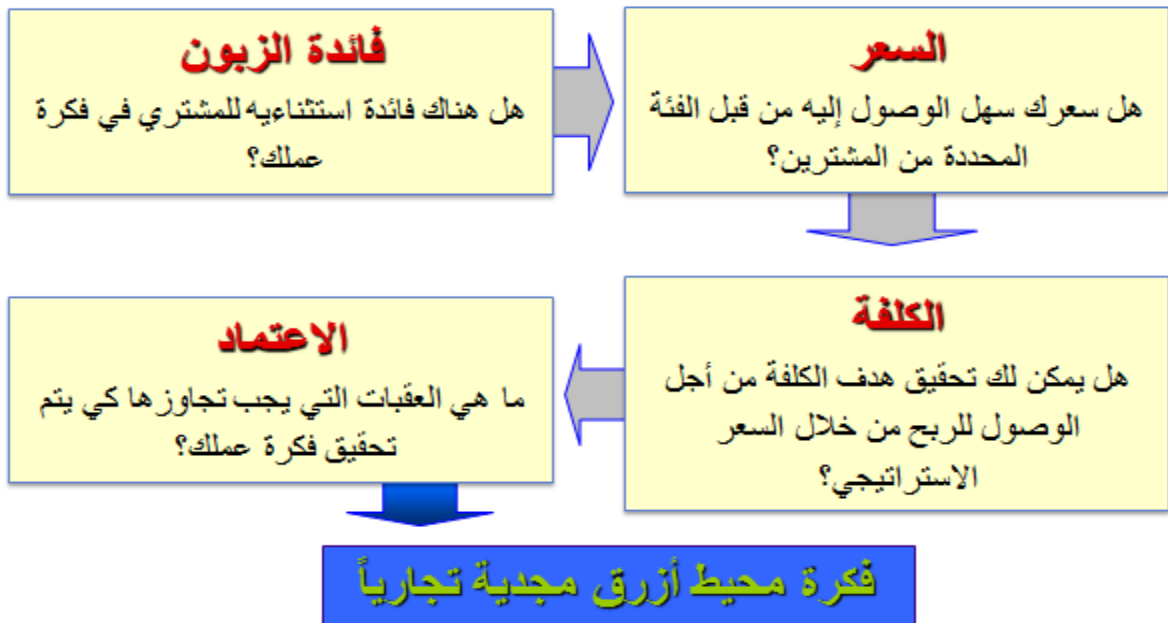 فائدة الزبون
هل هناك فائدة استثناءيه للمشتري في فكرة
عملك؟
السعر
هل سعرك سهل الوصول إليه من قبل الفئة
المحددة من المشترين؟
الكلفة
هل يمكن لك تحقيق هدف الكلفة من أجل
الوصول للربح من خلال السعر
الاستراتيجي؟
الاعتماد
ما هي العقبات التي يجب تجاوزها كي يتم
تحقيق فكرة عملك؟
فكرة محيط أزرق مجدية تجارياً